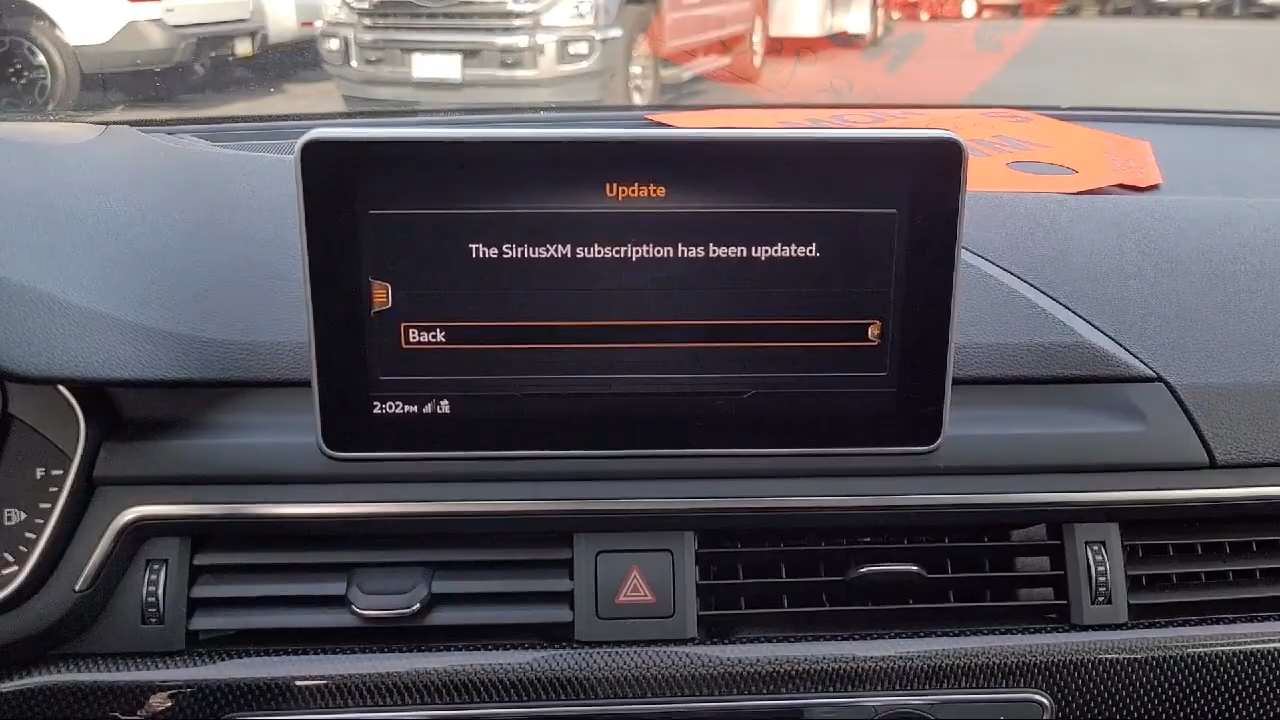 Update
The SiriusXM subscription has been updated.
Back
2:02PM LTE
F